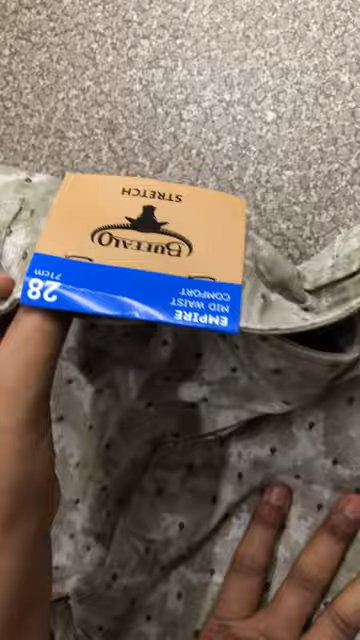 EMPIRE
MID WAIST
COMFORT
28
71cm
BUFFALO
STRETCH